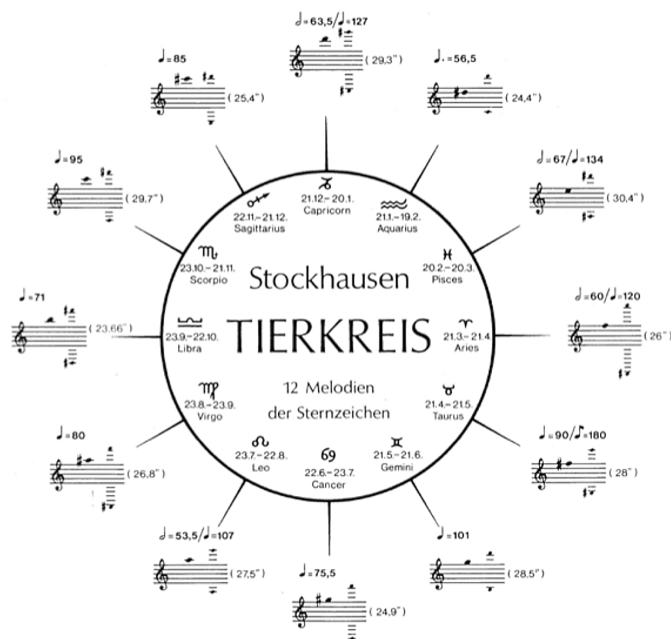 𝅗𝅥=63,5/♩=127
(29,3")
♩=85
(25,4")
♩.=56,5
(24,4")
♩=95
(29,7")
𝅗𝅥=67/♩=134
(30,4")
♩=71
(23,66")
𝅗𝅥=60/♩=120
(26")
♩=80
(26,8")
♩=90/♪=180
(28")
𝅗𝅥=53,5/♩=107
(27,5")
♩=75,5
(24,9")
♩=101
(28,5")
21.12.–20.1.
Capricorn
22.11.–21.12.
Sagittarius
21.1.–19.2.
Aquarius
23.10.–21.11.
Scorpio
20.2.–20.3.
Pisces
Stockhausen
TIERKREIS
12 Melodien
der Sternzeichen
23.9.–22.10.
Libra
21.3.–21.4
Aries
23.8.–23.9.
Virgo
21.4.–21.5.
Taurus
23.7.–22.8.
Leo
21.5.–21.6.
Gemini
22.6.–23.7.
Cancer